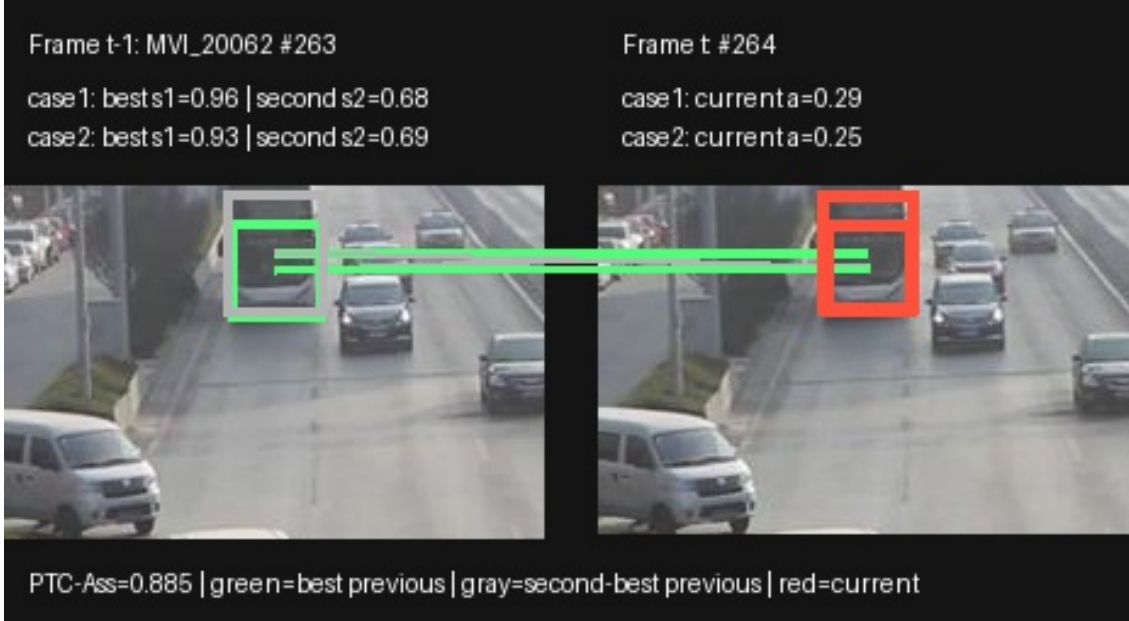 Frame t-1: MVI_20062 #263
Frame t: #264
case1: best s1=0.96 | second s2=0.68
case2: best s1=0.93 | second s2=0.69
case1: current a=0.29
case2: current a=0.25
PTC-Ass=0.885 | green=best previous | gray=second-best previous | red=current